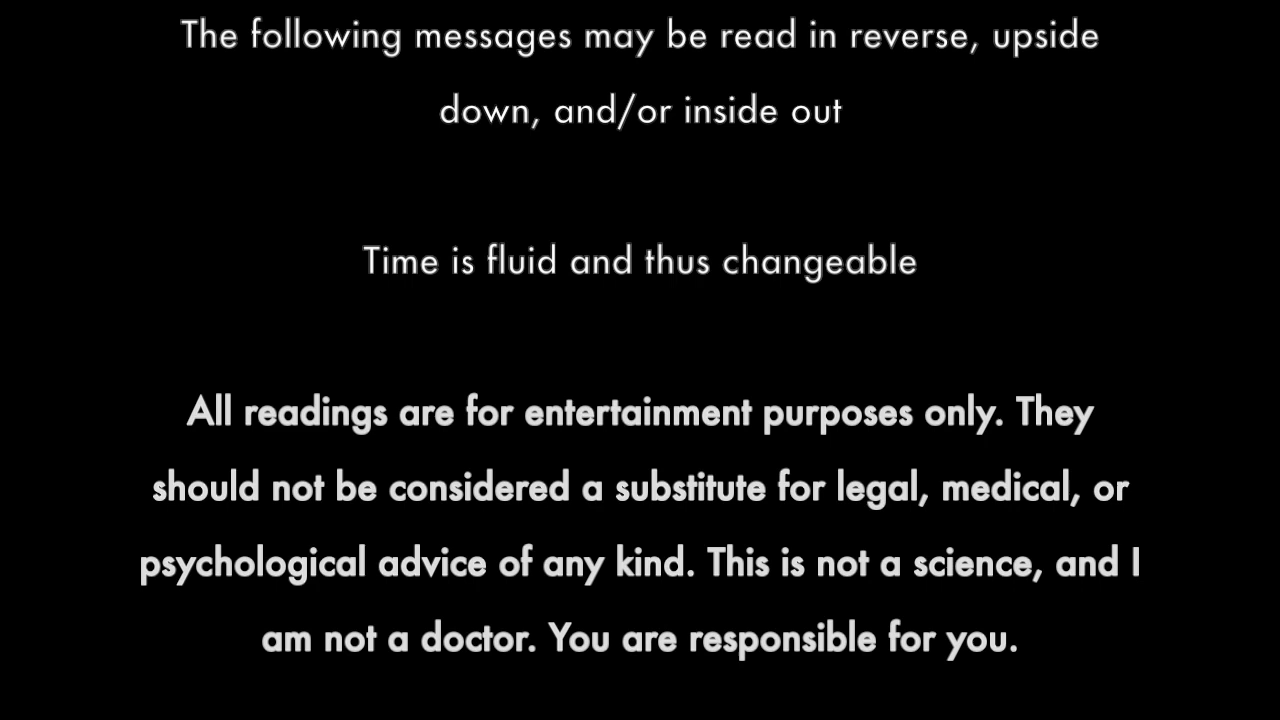 The following messages may be read in reverse, upside
down, and/or inside out
Time is fluid and thus changeable
All readings are for entertainment purposes only. They
should not be considered a substitute for legal, medical, or
psychological advice of any kind. This is not a science, and I
am not a doctor. You are responsible for you.